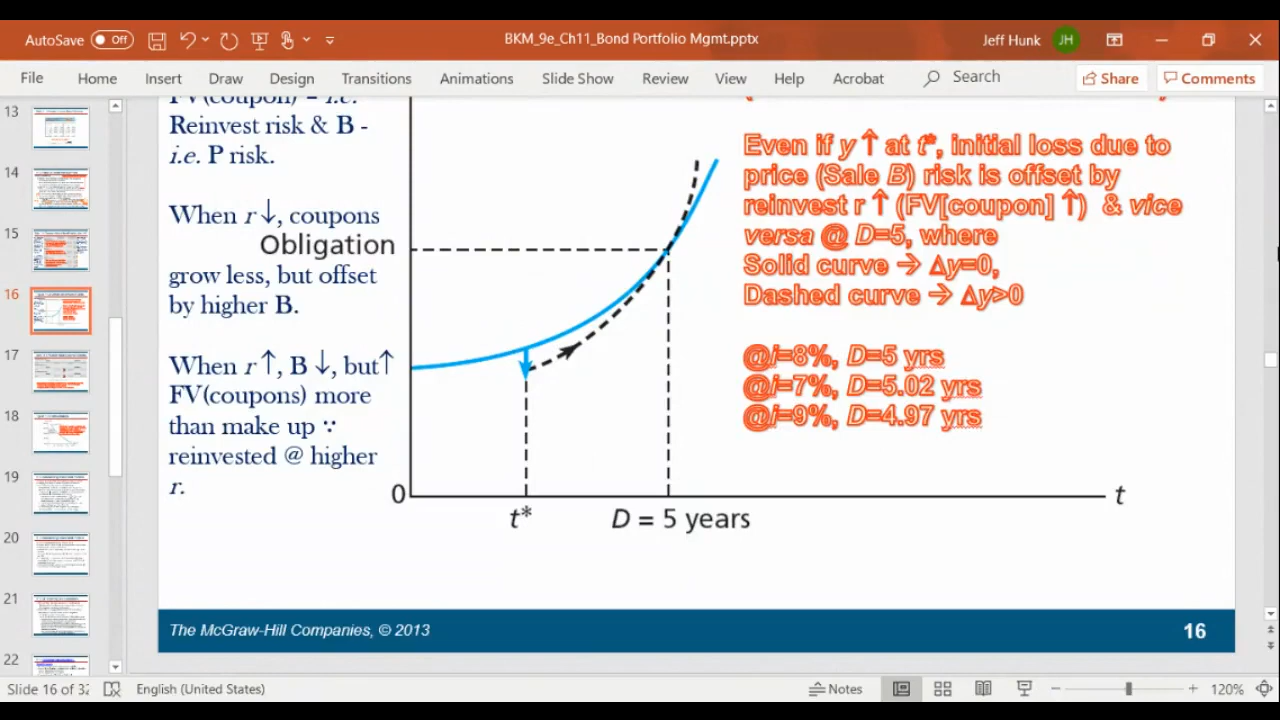 AutoSave Off
BKM_9e_Ch11_Bond Portfolio Mgmt.pptx
Jeff Hunk JH
File Home Insert Draw Design Transitions Animations Slide Show Review View Help Acrobat Search Share Comments
13
14
15
16
17
18
19
20
21
22
FV(coupon) = i.e.
Reinvest risk & B -
i.e. P risk.
When r ↓, coupons
grow less, but offset
by higher B.
When r ↑, B ↓, but ↑
FV(coupons) more
than make up ∵
reinvested @ higher
r.
Obligation
0
t*
D = 5 years
t
Even if y ↑ at t*, initial loss due to
price (Sale B) risk is offset by
reinvest r ↑ (FV[coupon] ↑) & vice
versa @ D=5, where
Solid curve → Δy=0,
Dashed curve → Δy>0
@i=8%, D=5 yrs
@i=7%, D=5.02 yrs
@i=9%, D=4.97 yrs
The McGraw-Hill Companies, © 2013
16
Slide 16 of 32 English (United States) Notes 120%